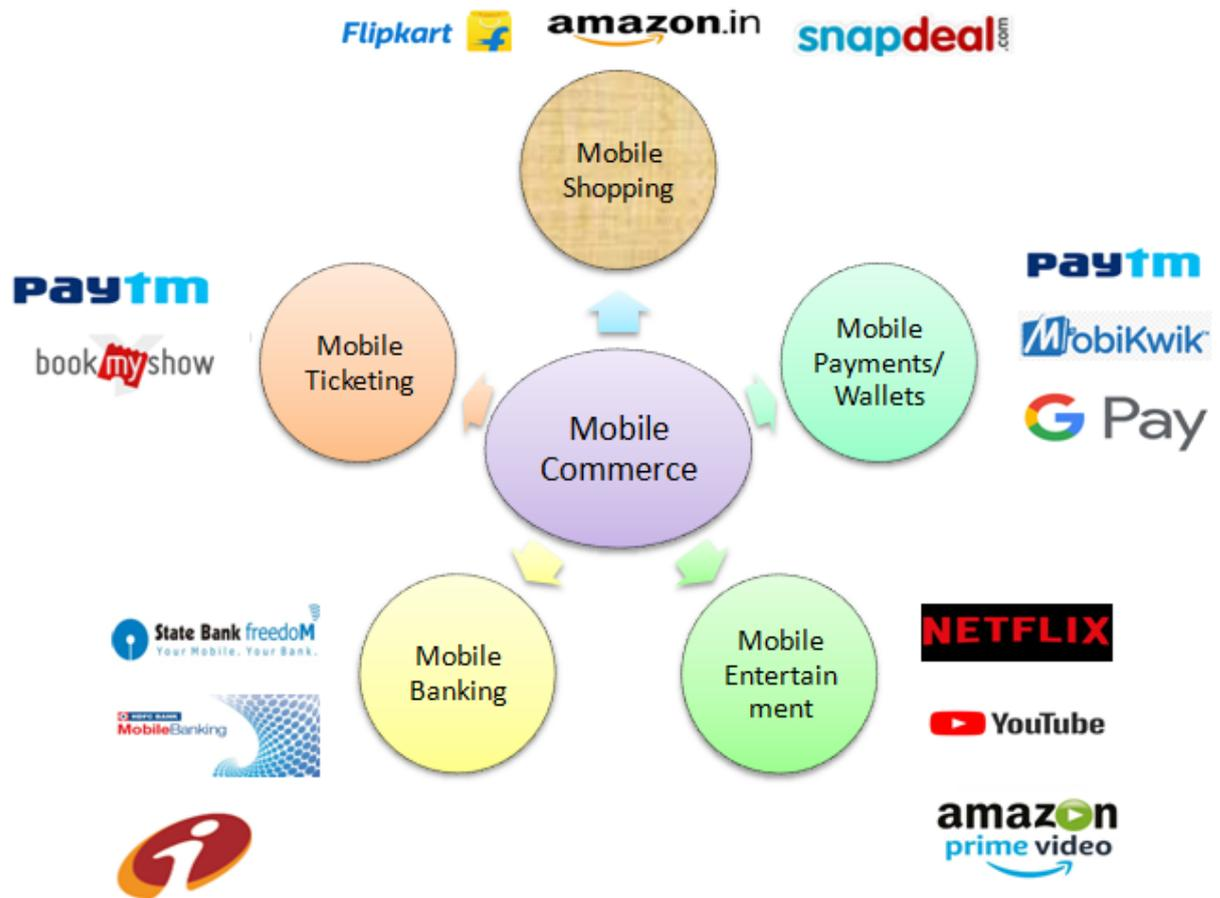 Flipkart
amazon.in
snapdeal.com
Mobile
Shopping
paytm
bookmyshow
Mobile
Ticketing
Mobile
Payments/
Wallets
paytm
MobiKwik
G Pay
Mobile
Commerce
State Bank freedoM
Your Mobile. Your Bank.
HDFC BANK
MobileBanking
Mobile
Banking
Mobile
Entertain
ment
NETFLIX
YouTube
amazon
prime video